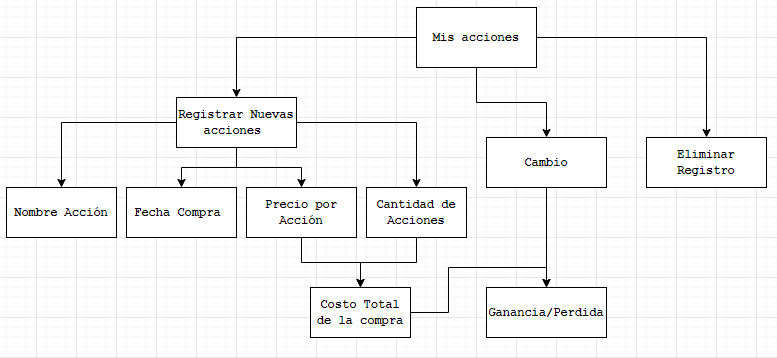 Mis acciones
Registrar Nuevas
acciones
Cambio
Eliminar
Registro
Nombre Acción
Fecha Compra
Precio por
Acción
Cantidad de
Acciones
Costo Total
de la compra
Ganancia/Perdida